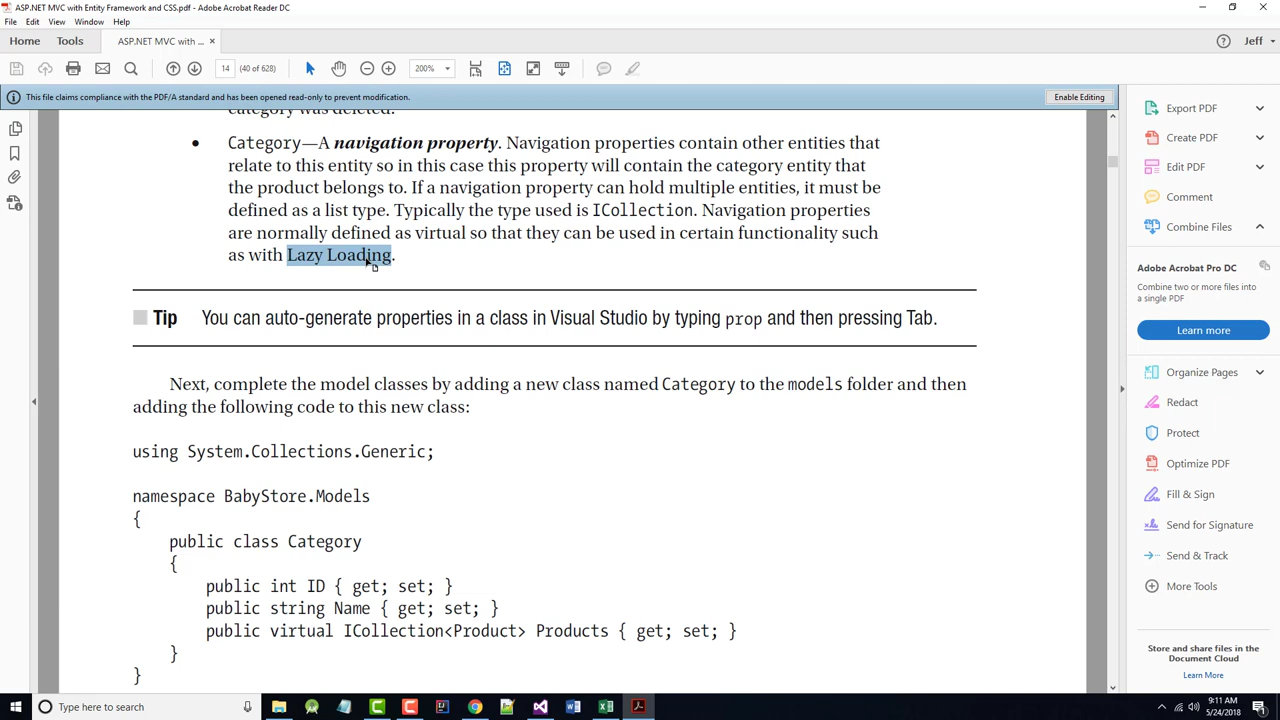 ASP.NET MVC with Entity Framework and CSS.pdf - Adobe Acrobat Reader DC
File Edit View Window Help
Home Tools ASP.NET MVC with ... × Jeff
14 (40 of 628) 200%
This file claims compliance with the PDF/A standard and has been opened read-only to prevent modification. Enable Editing
category was deleted.
• Category—A navigation property. Navigation properties contain other entities that
relate to this entity so in this case this property will contain the category entity that
the product belongs to. If a navigation property can hold multiple entities, it must be
defined as a list type. Typically the type used is ICollection. Navigation properties
are normally defined as virtual so that they can be used in certain functionality such
as with Lazy Loading.
Tip You can auto-generate properties in a class in Visual Studio by typing prop and then pressing Tab.
Next, complete the model classes by adding a new class named Category to the models folder and then
adding the following code to this new class:
using System.Collections.Generic;
namespace BabyStore.Models
{
public class Category
{
public int ID { get; set; }
public string Name { get; set; }
public virtual ICollection<Product> Products { get; set; }
}
}
Export PDF
Create PDF
Edit PDF
Comment
Combine Files
Adobe Acrobat Pro DC
Combine two or more files into
a single PDF
Learn more
Organize Pages
Redact
Protect
Optimize PDF
Fill & Sign
Send for Signature
Send & Track
More Tools
Store and share files in the
Document Cloud
Learn More
Type here to search
9:11 AM
5/24/2018